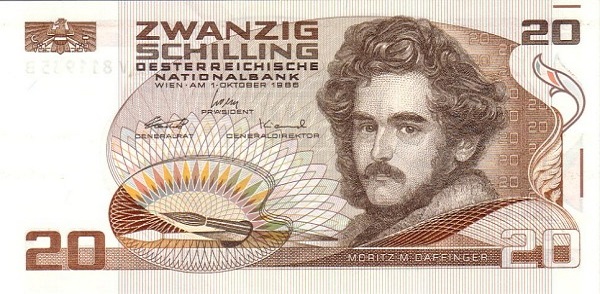 ZWANZIG
SCHILLING
OESTERREICHISCHE
NATIONALBANK
WIEN · AM 1 · OKTOBER 1986
PRÄSIDENT
GENERALRAT
GENERALDIREKTOR
20
20
20
MORITZ M. DAFFINGER